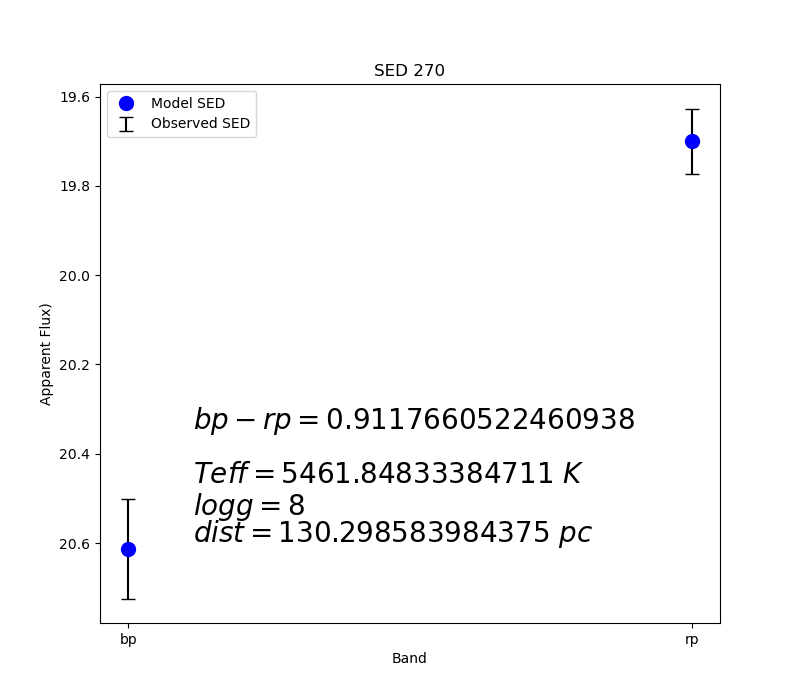 SED 270
Model SED
Observed SED
19.6
19.8
20.0
20.2
20.4
20.6
Apparent Flux)
bp − rp = 0.9117660522460938
Teff = 5461.84833384711 K
logg = 8
dist = 130.298583984375 pc
bp
rp
Band